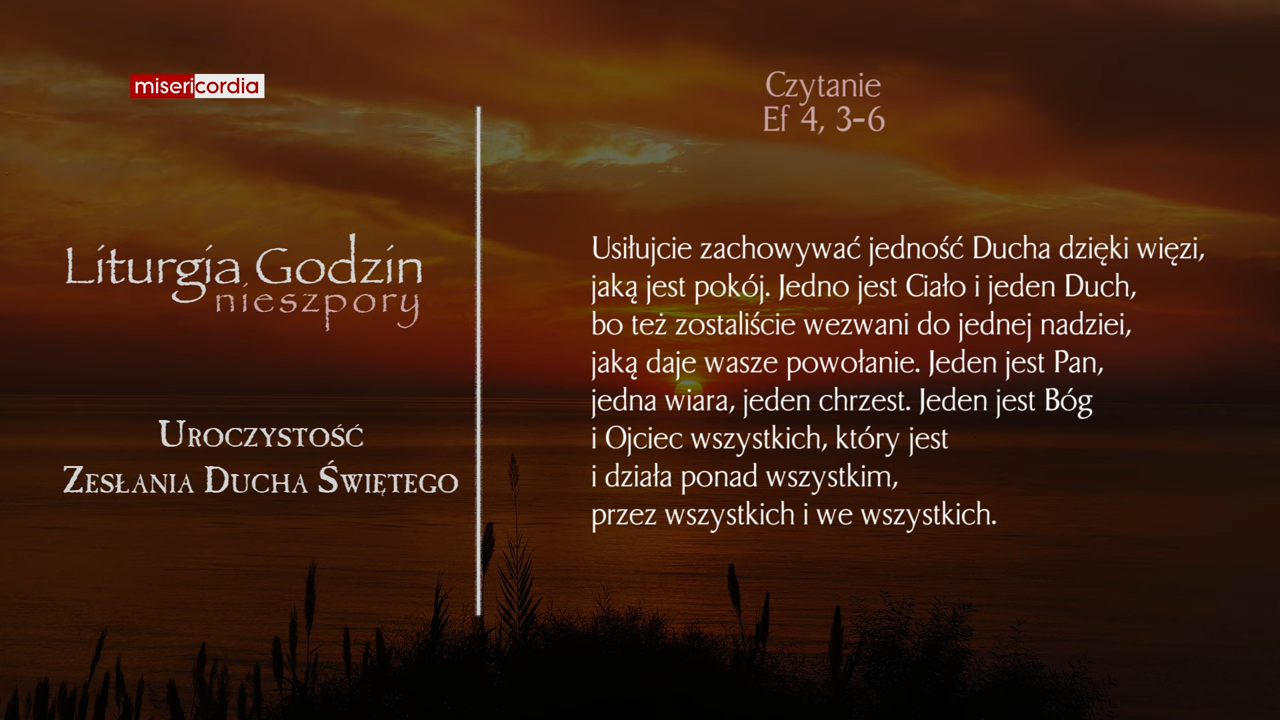 misericordia
Liturgia Godzin
nieszpory
Uroczystość
Zesłania Ducha Świętego
Czytanie
Ef 4, 3-6
Usiłujcie zachowywać jedność Ducha dzięki więzi,
jaką jest pokój. Jedno jest Ciało i jeden Duch,
bo też zostaliście wezwani do jednej nadziei,
jaką daje wasze powołanie. Jeden jest Pan,
jedna wiara, jeden chrzest. Jeden jest Bóg
i Ojciec wszystkich, który jest
i działa ponad wszystkim,
przez wszystkich i we wszystkich.